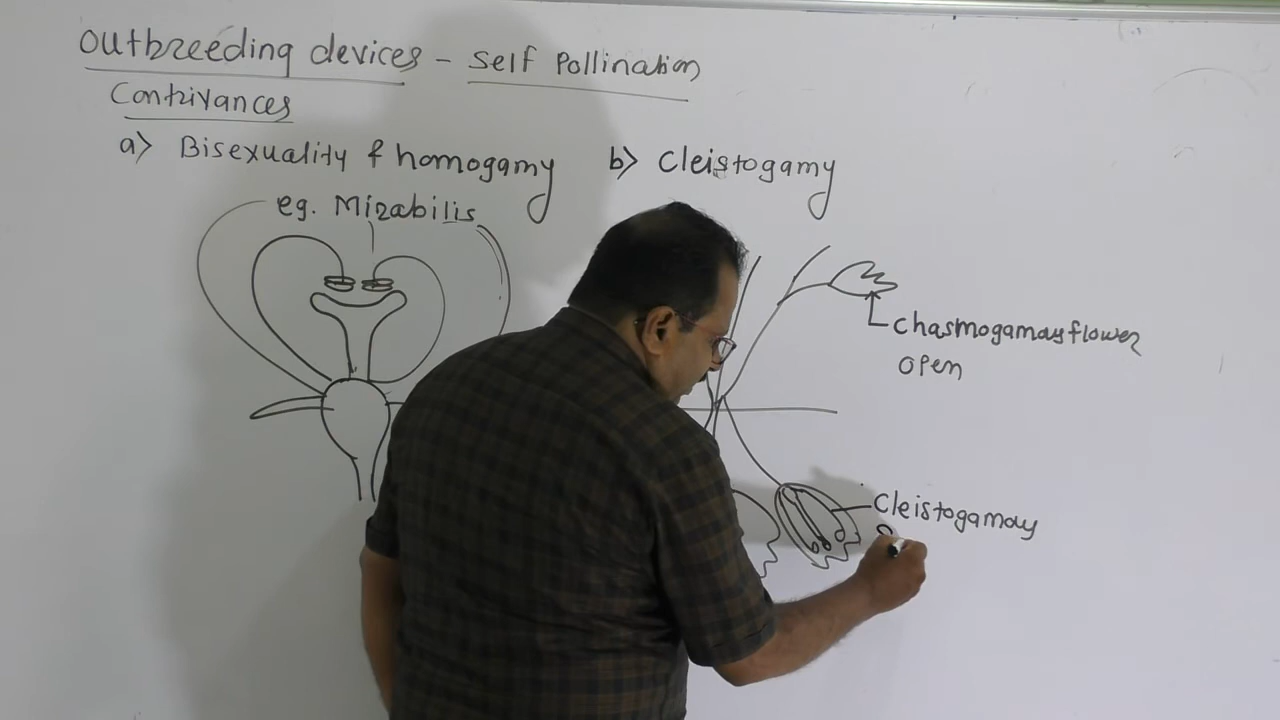 Outbreeding devices - Self Pollination
Contrivances
a) Bisexuality & homogamy
b) Cleistogamy
eg. Mirabilis
chasmogamous flower
open
Cleistogamous